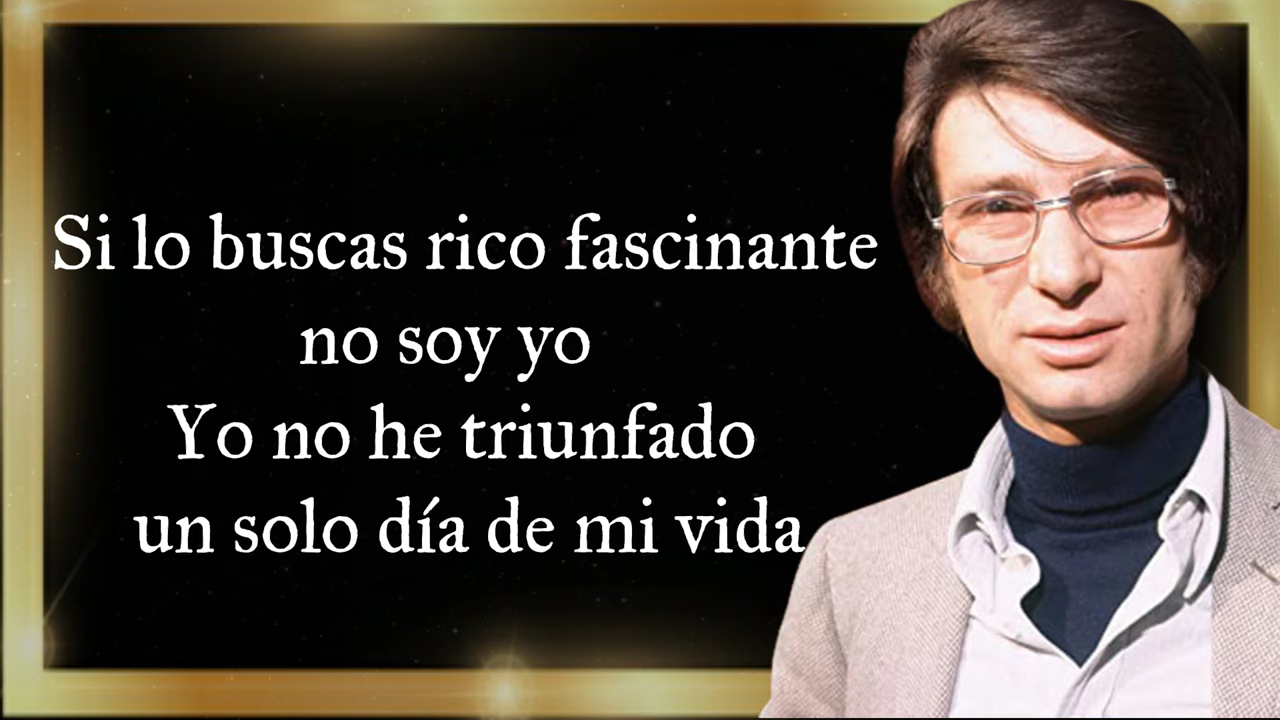 Si lo buscas rico fascinante
no soy yo
Yo no he triunfado
un solo día de mi vida